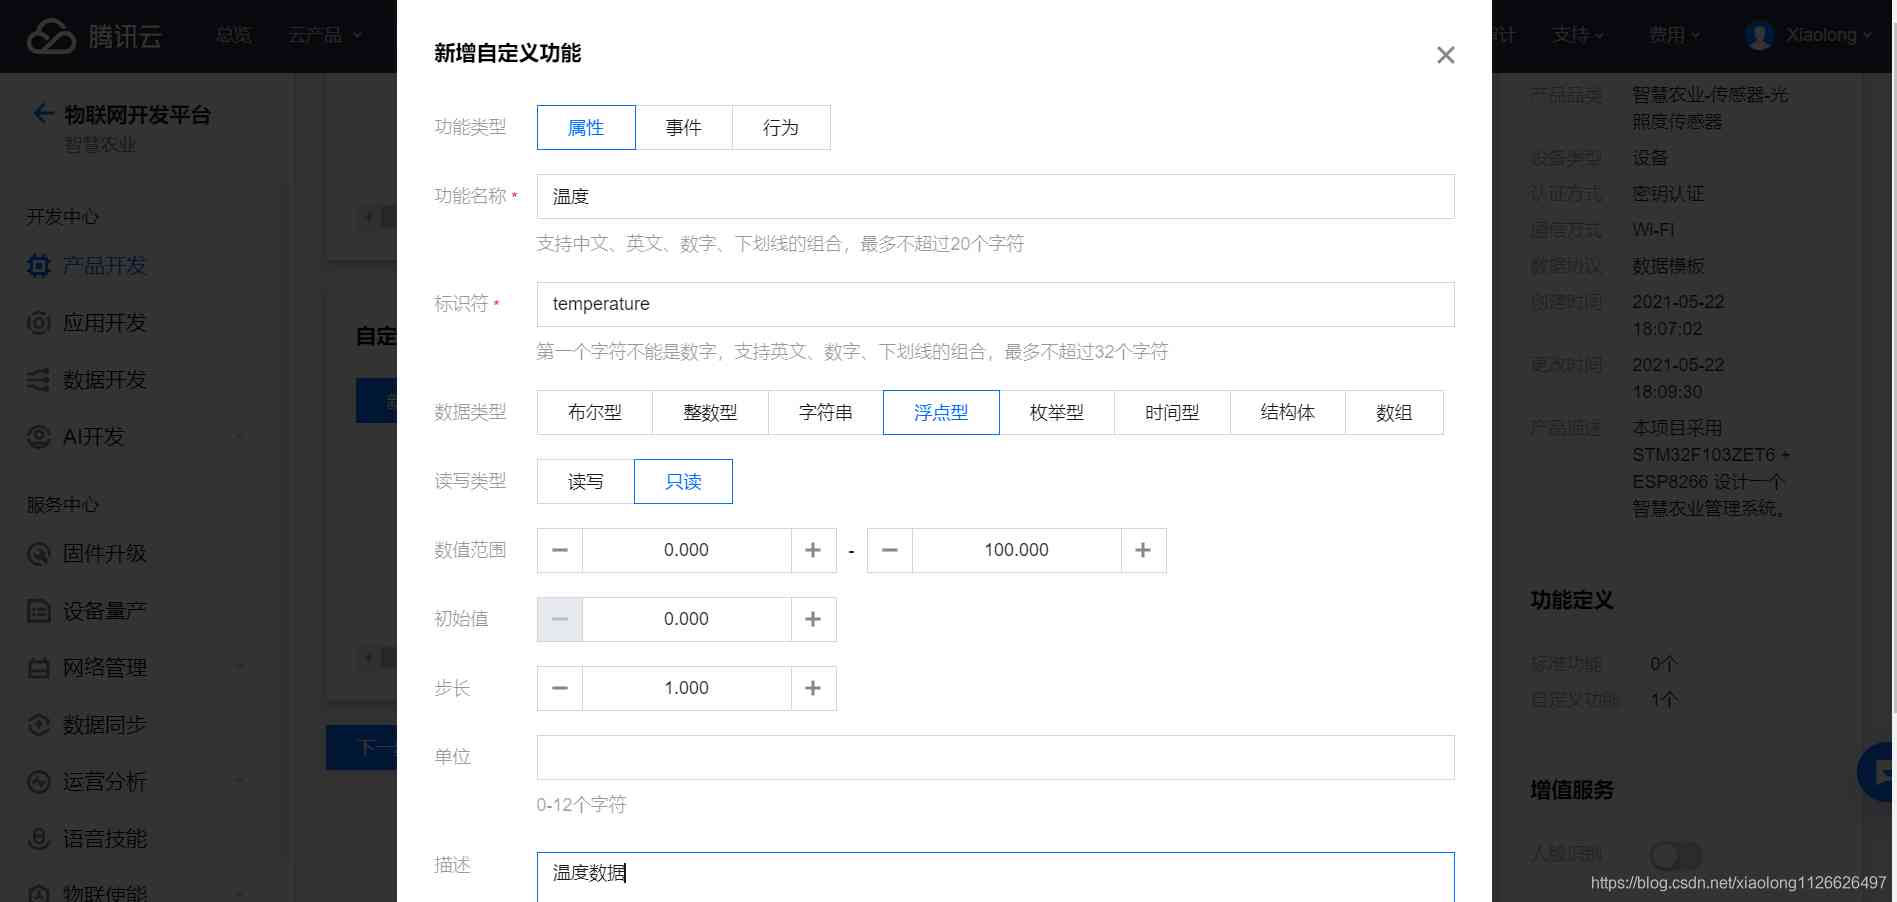 腾讯云
总览
云产品
支持
费用
Xiaolong
物联网开发平台
智慧农业
开发中心
产品开发
应用开发
数据开发
AI开发
服务中心
固件升级
设备量产
网络管理
数据同步
运营分析
语音技能
物联使能
新增自定义功能
功能类型
属性
事件
行为
功能名称 *
温度
支持中文、英文、数字、下划线的组合，最多不超过20个字符
标识符 *
temperature
第一个字符不能是数字，支持英文、数字、下划线的组合，最多不超过32个字符
数据类型
布尔型
整数型
字符串
浮点型
枚举型
时间型
结构体
数组
读写类型
读写
只读
数值范围
0.000
-
100.000
初始值
0.000
步长
1.000
单位
0-12个字符
描述
温度数据
产品品类
智慧农业-传感器-光
照度传感器
设备类型
设备
认证方式
密钥认证
通信方式
Wi-Fi
数据协议
数据模板
创建时间
2021-05-22
18:07:02
更改时间
2021-05-22
18:09:30
产品描述
本项目采用
STM32F103ZET6 +
ESP8266 设计一个
智慧农业管理系统。
功能定义
标准功能
0个
自定义功能
1个
增值服务
人脸识别
自定
下一
https://blog.csdn.net/xiaolong1126626497